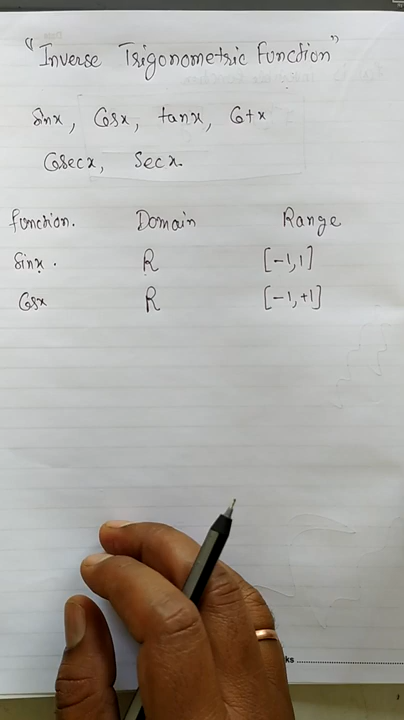 "Inverse Trigonometric function"
sinx, Cosx, tanx, Cotx
Cosecx, Secx.
function. Domain Range
sinx. R [-1,1]
Cosx R [-1,+1]